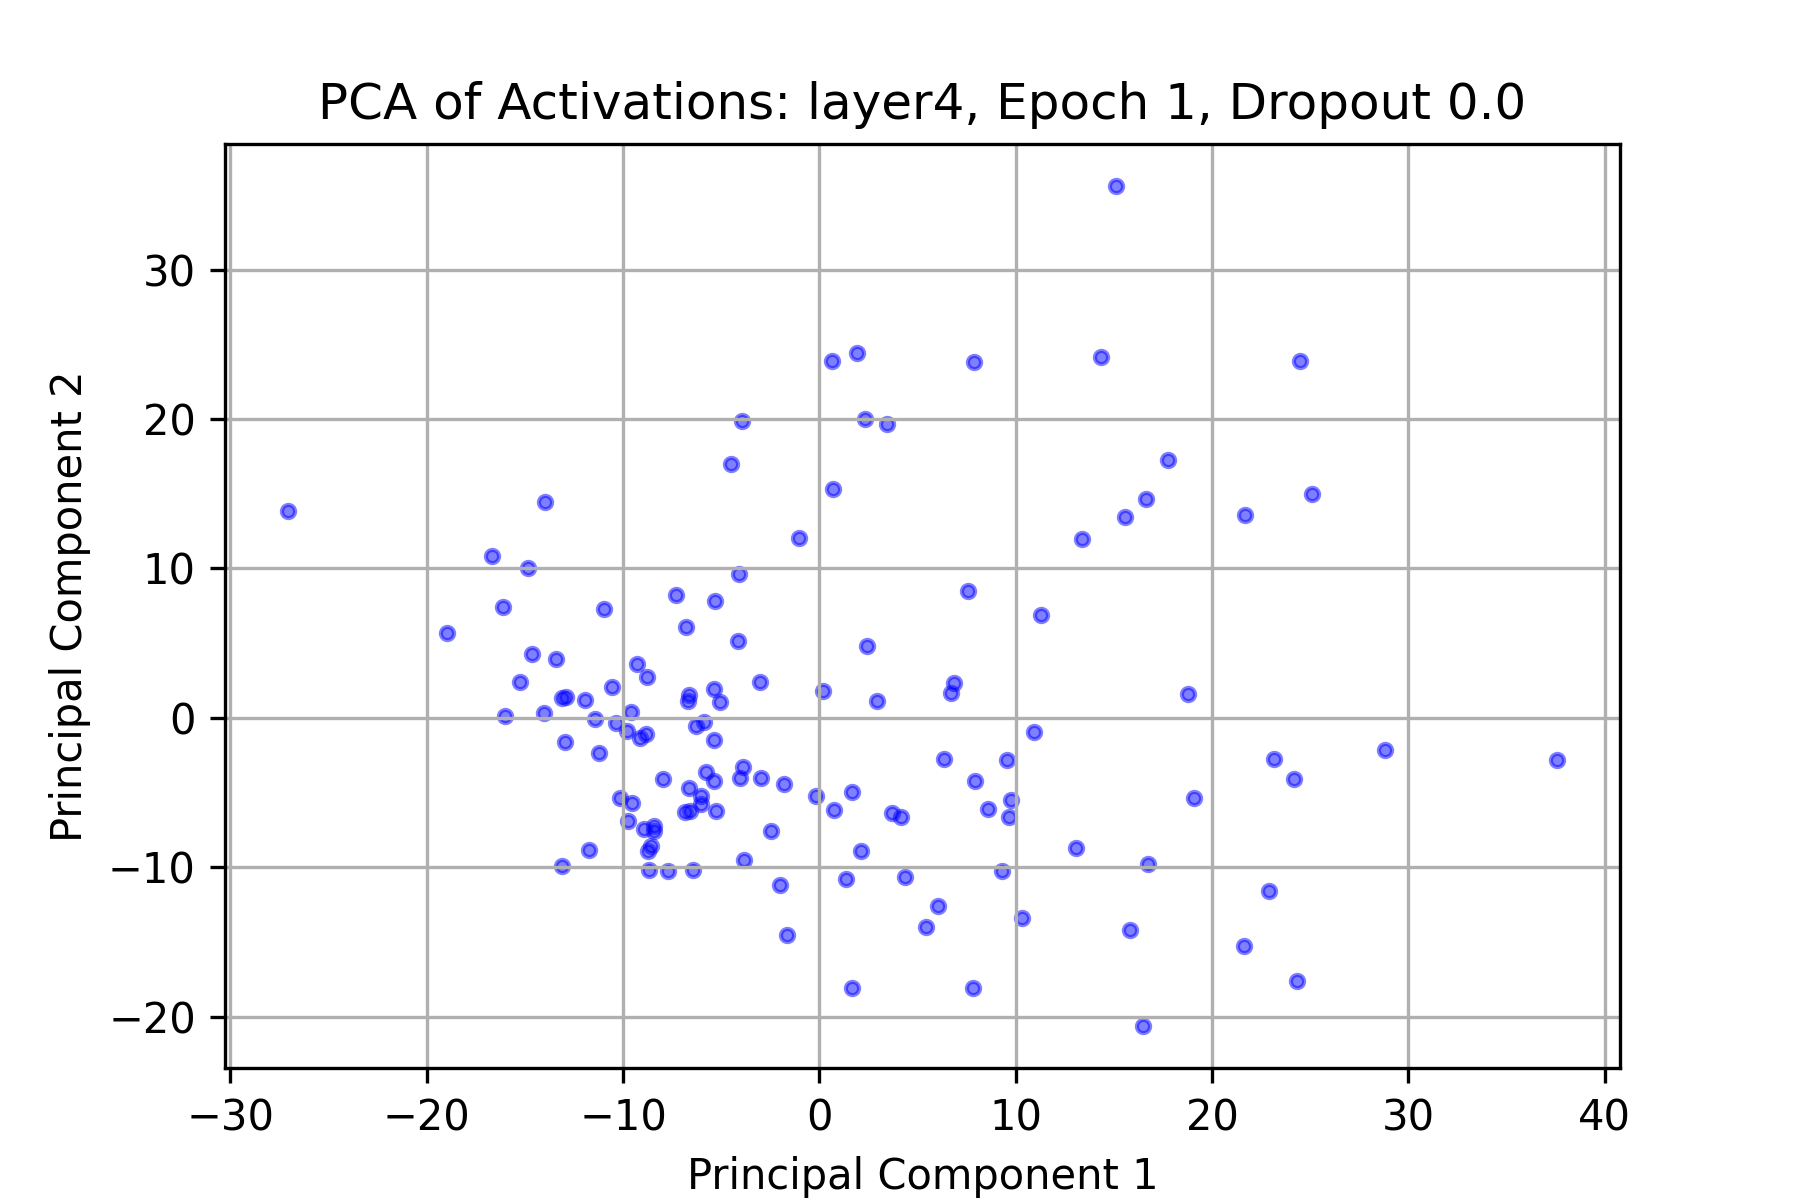 PCA of Activations: layer4, Epoch 1, Dropout 0.0
30
20
10
0
−10
−20
Principal Component 2
−30 −20 −10 0 10 20 30 40
Principal Component 1